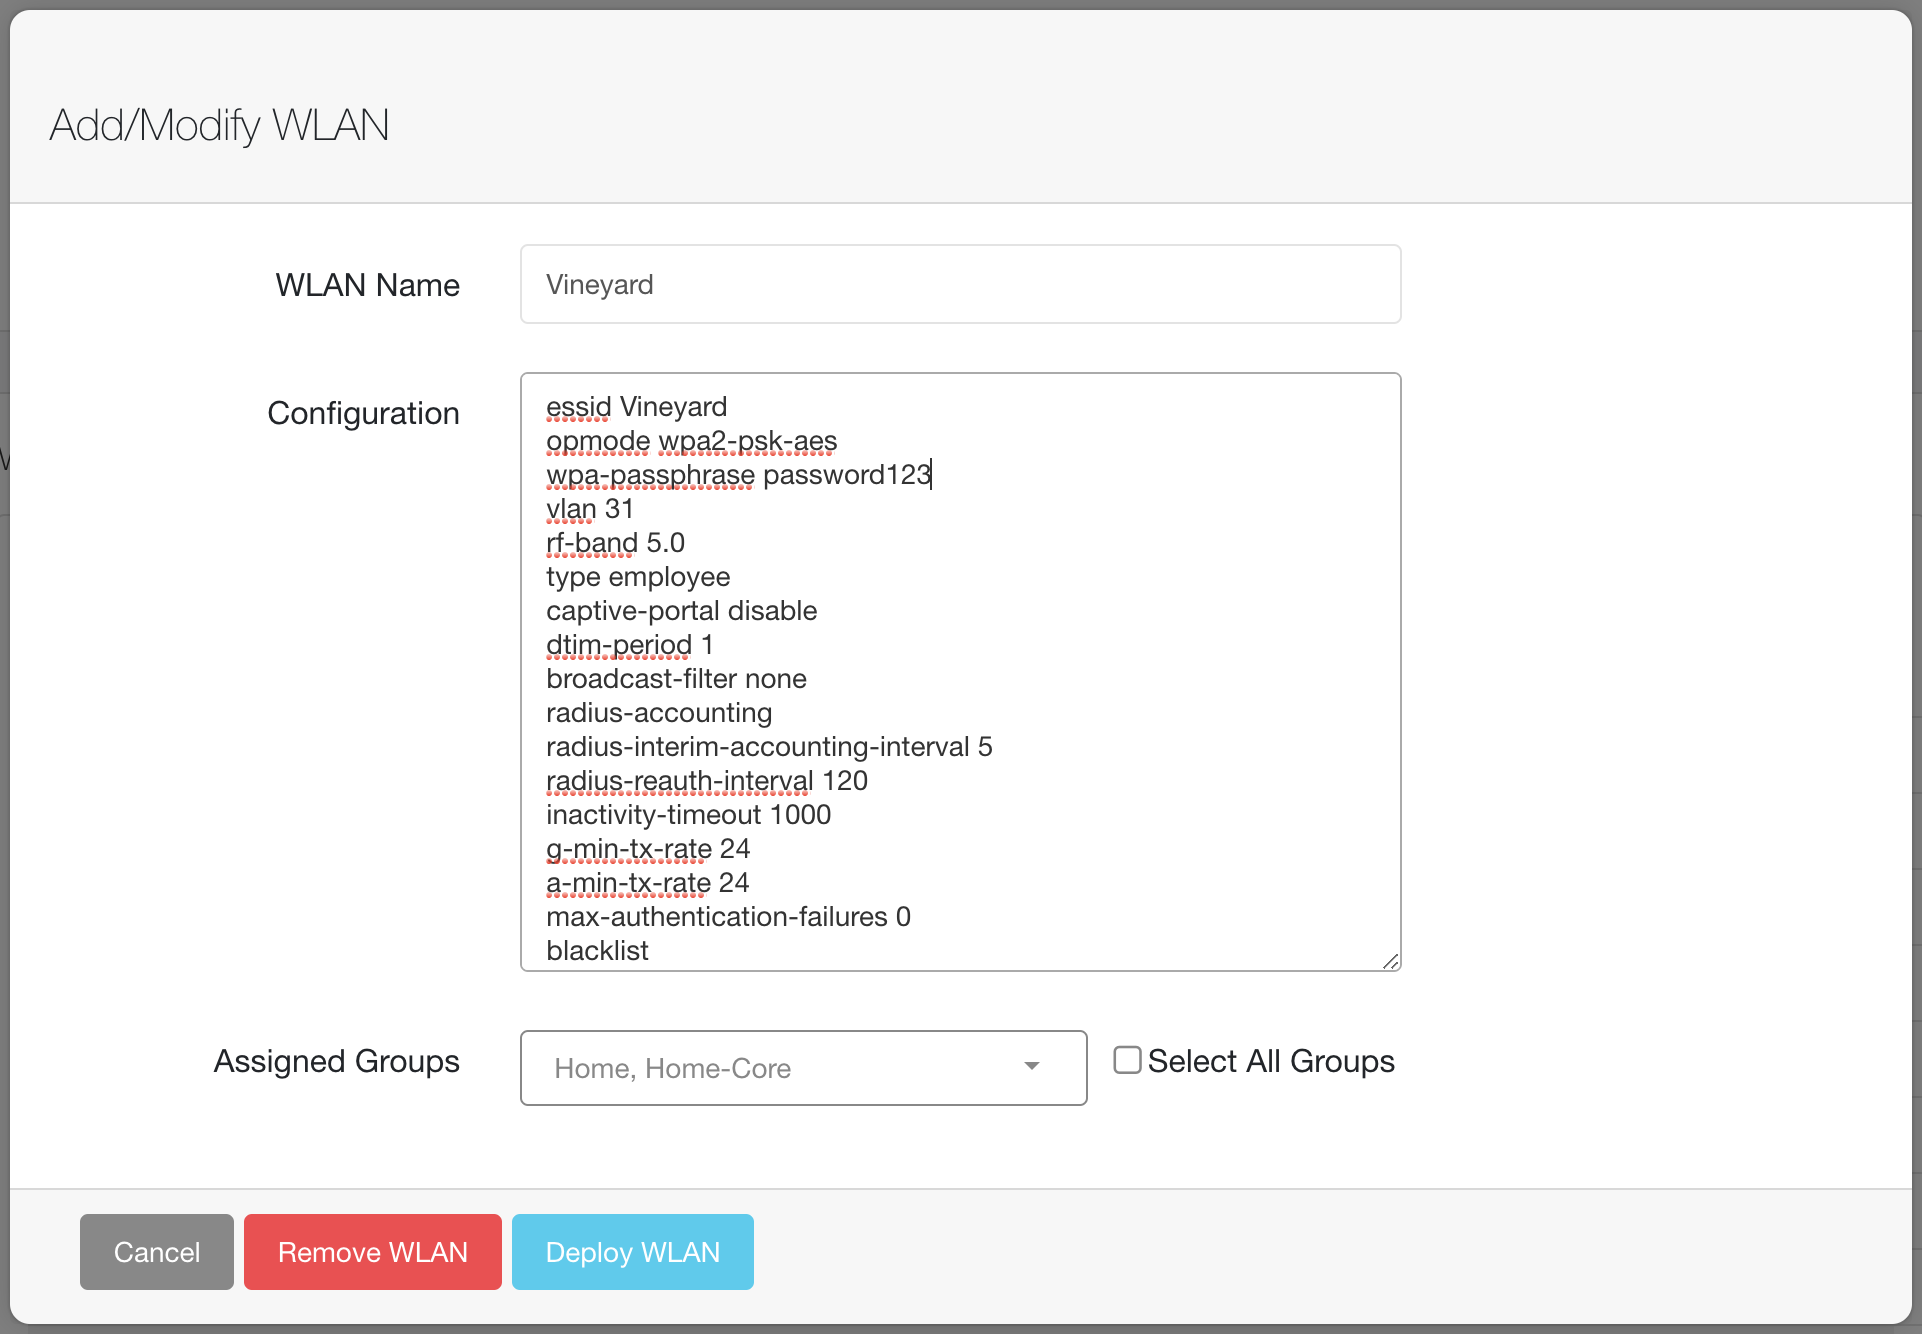 Add/Modify WLAN
WLAN Name
Vineyard
Configuration
essid Vineyard
opmode wpa2-psk-aes
wpa-passphrase password123
vlan 31
rf-band 5.0
type employee
captive-portal disable
dtim-period 1
broadcast-filter none
radius-accounting
radius-interim-accounting-interval 5
radius-reauth-interval 120
inactivity-timeout 1000
g-min-tx-rate 24
a-min-tx-rate 24
max-authentication-failures 0
blacklist
Assigned Groups
Home, Home-Core
Select All Groups
Cancel
Remove WLAN
Deploy WLAN